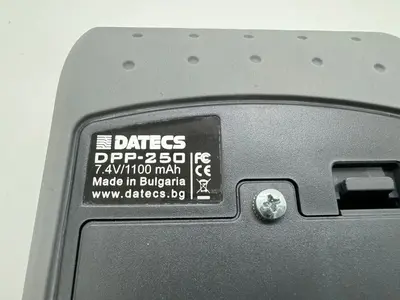 DATECS
DPP-250
7.4V/1100 mAh
Made in Bulgaria
www.datecs.bg
FC
CE